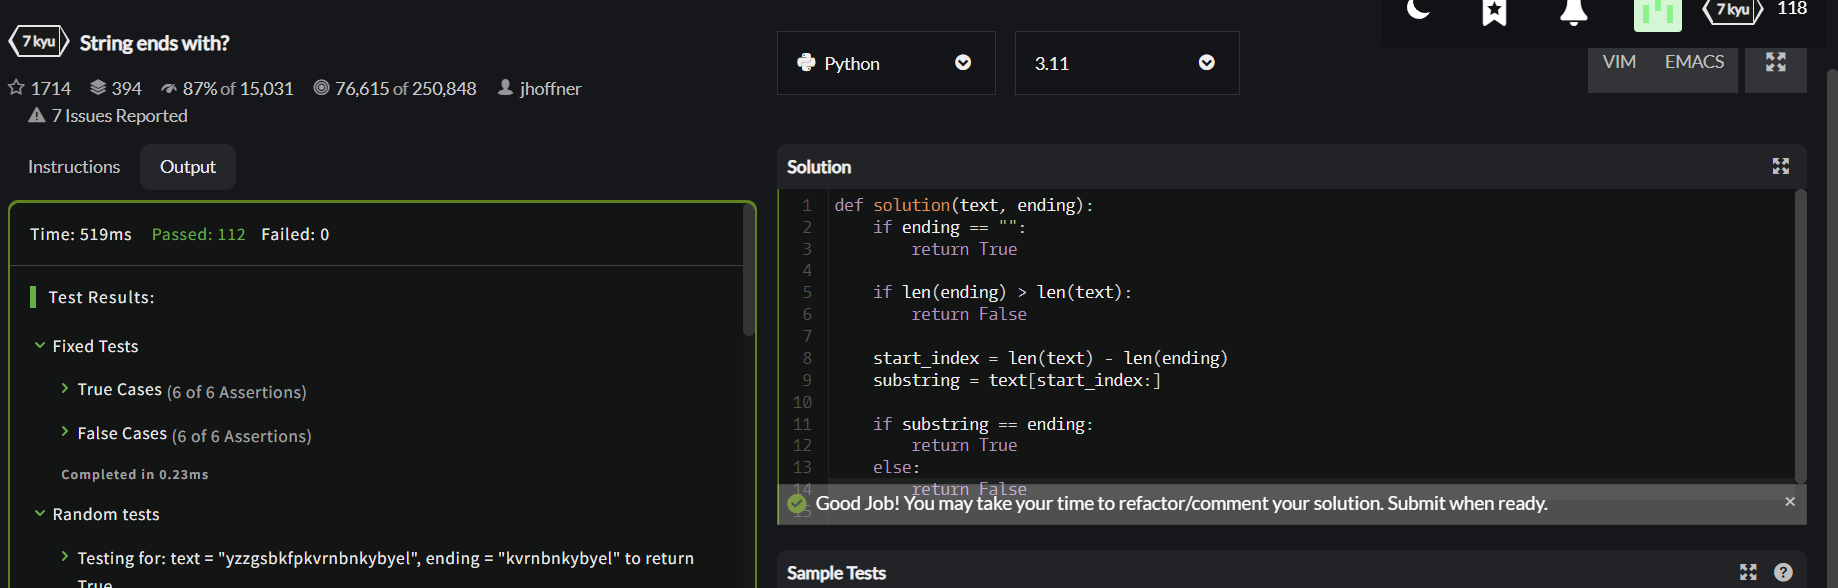 7 kyu String ends with?
1714 394 87% of 15,031 76,615 of 250,848 jhoffner
7 Issues Reported
Instructions Output
Time: 519ms Passed: 112 Failed: 0
Test Results:
Fixed Tests
True Cases (6 of 6 Assertions)
False Cases (6 of 6 Assertions)
Completed in 0.23ms
Random tests
Testing for: text = "yzzgsbkfpkvrnbnkybyel", ending = "kvrnbnkybyel" to return
True
7 kyu 118
Python 3.11 VIM EMACS
Solution
1 def solution(text, ending):
2     if ending == "":
3         return True
4
5     if len(ending) > len(text):
6         return False
7
8     start_index = len(text) - len(ending)
9     substring = text[start_index:]
10
11     if substring == ending:
12         return True
13     else:
14         return False
15
Good Job! You may take your time to refactor/comment your solution. Submit when ready. ×
Sample Tests ?